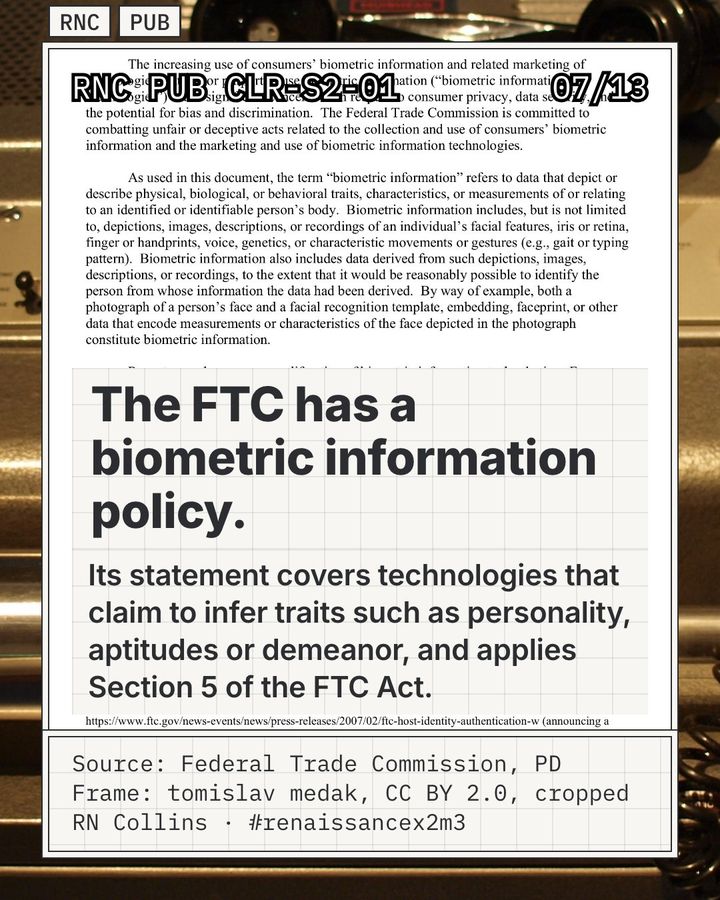 RNC PUB
The increasing use of consumers’ biometric information and related marketing of
RNC PUB CLR-S2-01 07/13
the potential for bias and discrimination. The Federal Trade Commission is committed to
combatting unfair or deceptive acts related to the collection and use of consumers’ biometric
information and the marketing and use of biometric information technologies.
As used in this document, the term “biometric information” refers to data that depict or
describe physical, biological, or behavioral traits, characteristics, or measurements of or relating
to an identified or identifiable person’s body. Biometric information includes, but is not limited
to, depictions, images, descriptions, or recordings of an individual’s facial features, iris or retina,
finger or handprints, voice, genetics, or characteristic movements or gestures (e.g., gait or typing
pattern). Biometric information also includes data derived from such depictions, images,
descriptions, or recordings, to the extent that it would be reasonably possible to identify the
person from whose information the data had been derived. By way of example, both a
photograph of a person’s face and a facial recognition template, embedding, faceprint, or other
data that encode measurements or characteristics of the face depicted in the photograph
constitute biometric information.
The FTC has a
biometric information
policy.
Its statement covers technologies that
claim to infer traits such as personality,
aptitudes or demeanor, and applies
Section 5 of the FTC Act.
https://www.ftc.gov/news-events/news/press-releases/2007/02/ftc-host-identity-authentication-w (announcing a
Source: Federal Trade Commission, PD
Frame: tomislav medak, CC BY 2.0, cropped
RN Collins · #renaissancex2m3